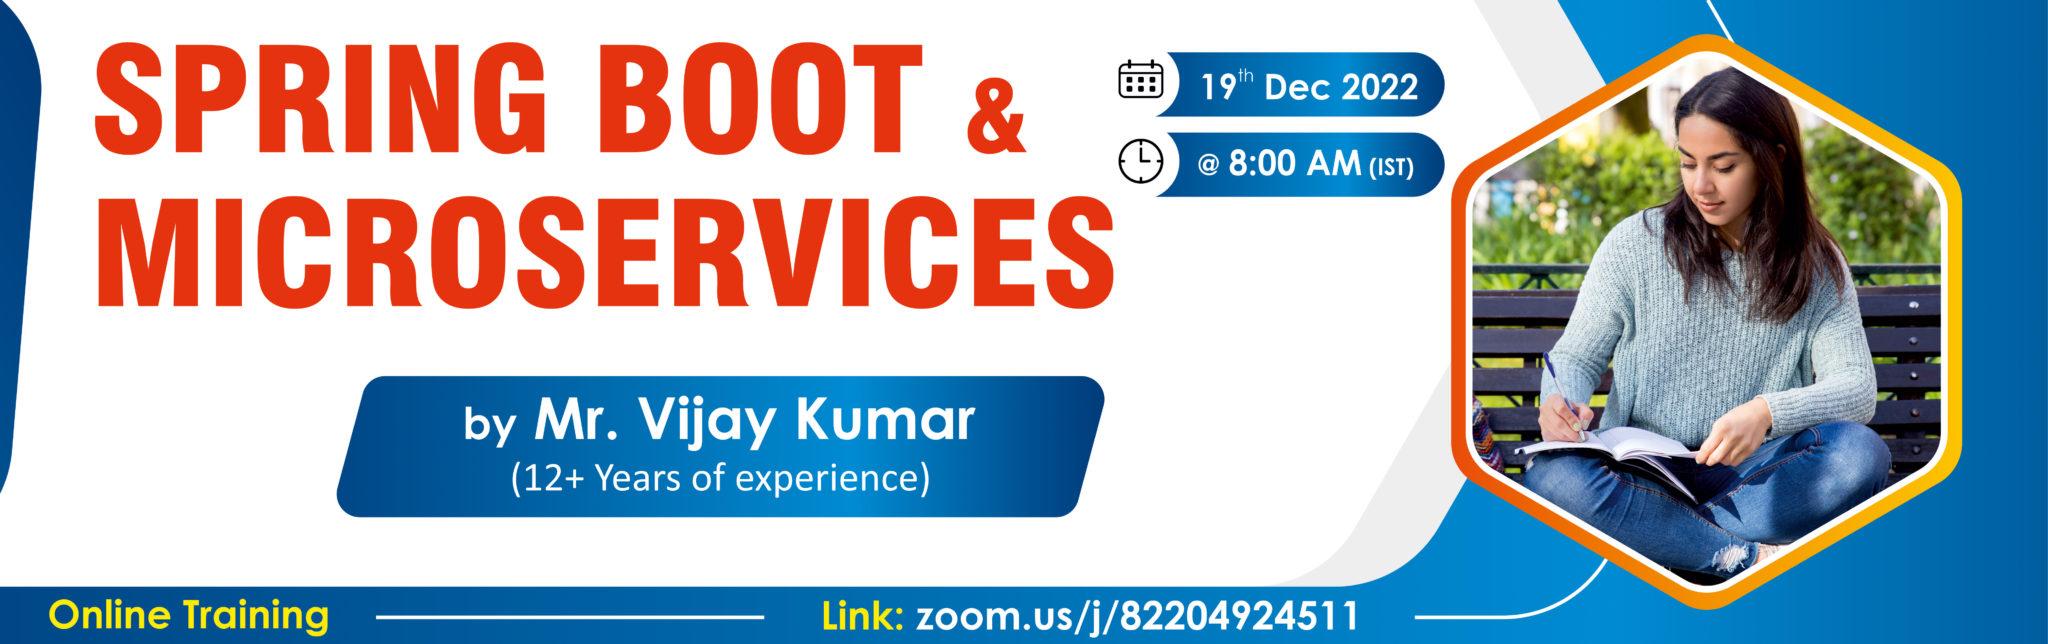 SPRING BOOT &
MICROSERVICES
19th Dec 2022
@ 8:00 AM (IST)
by Mr. Vijay Kumar
(12+ Years of experience)
Online Training
Link: zoom.us/j/82204924511